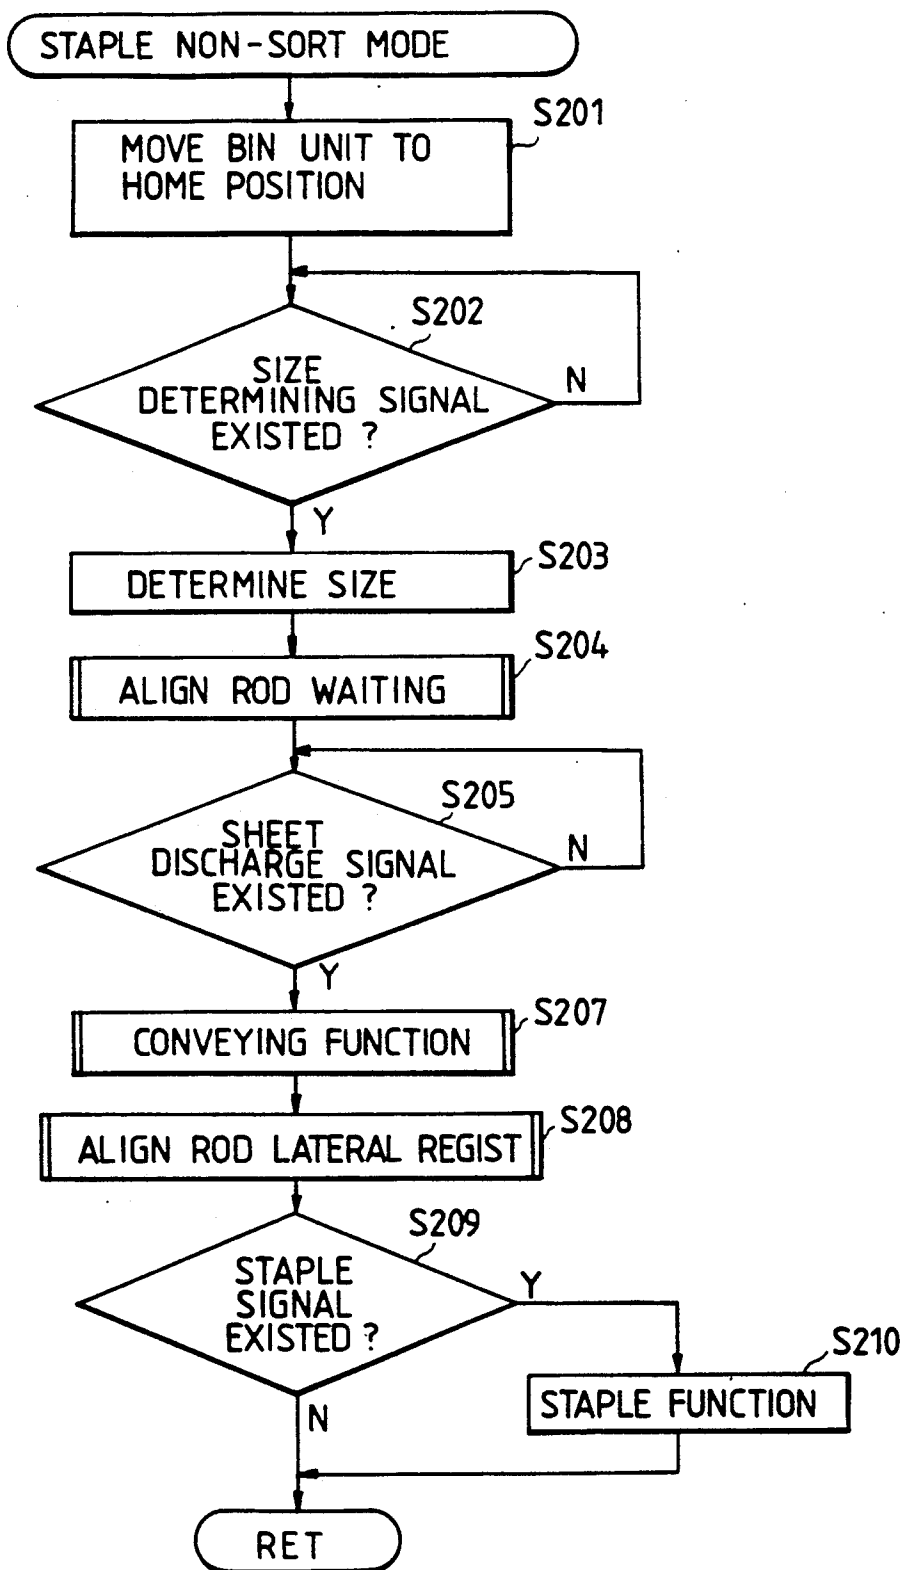 STAPLE NON-SORT MODE
S201
MOVE BIN UNIT TO
HOME POSITION
S202
SIZE
DETERMINING SIGNAL
EXISTED ?
N
Y
S203
DETERMINE SIZE
S204
ALIGN ROD WAITING
S205
SHEET
DISCHARGE SIGNAL
EXISTED ?
N
Y
S207
CONVEYING FUNCTION
S208
ALIGN ROD LATERAL REGIST
S209
STAPLE
SIGNAL
EXISTED ?
Y
S210
STAPLE FUNCTION
N
RET